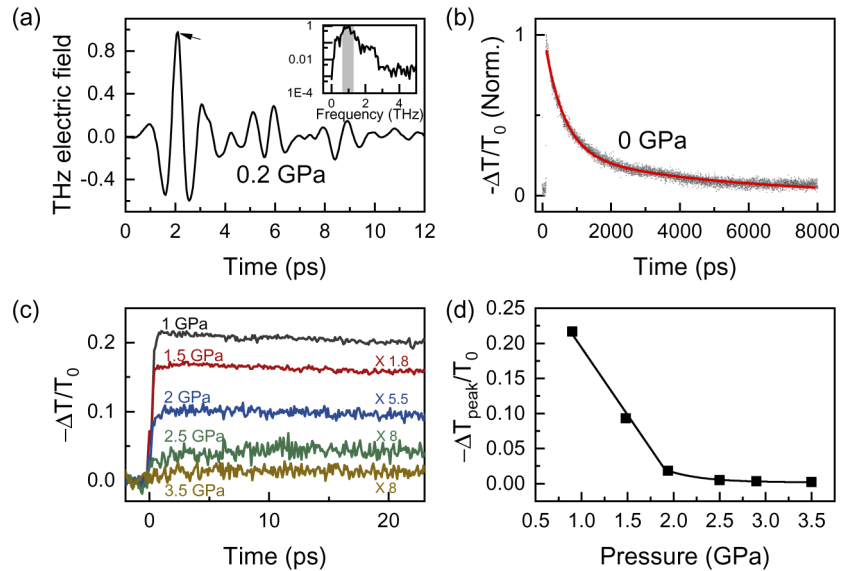 (a)
THz electric field
0.8
0.4
0.0
-0.4
0 2 4 6 8 10 12
Time (ps)
0.2 GPa
1
0.01
1E-4
0 2 4
Frequency (THz)
(b)
-ΔT/T0 (Norm.)
1
0
0 2000 4000 6000 8000
Time (ps)
0 GPa
(c)
−ΔT/T0
0.2
0.1
0.0
0 10 20
Time (ps)
1 GPa
1.5 GPa X 1.8
2 GPa X 5.5
2.5 GPa X 8
3.5 GPa X 8
(d)
−ΔTpeak/T0
0.25
0.20
0.15
0.10
0.05
0.00
0.5 1.0 1.5 2.0 2.5 3.0 3.5
Pressure (GPa)